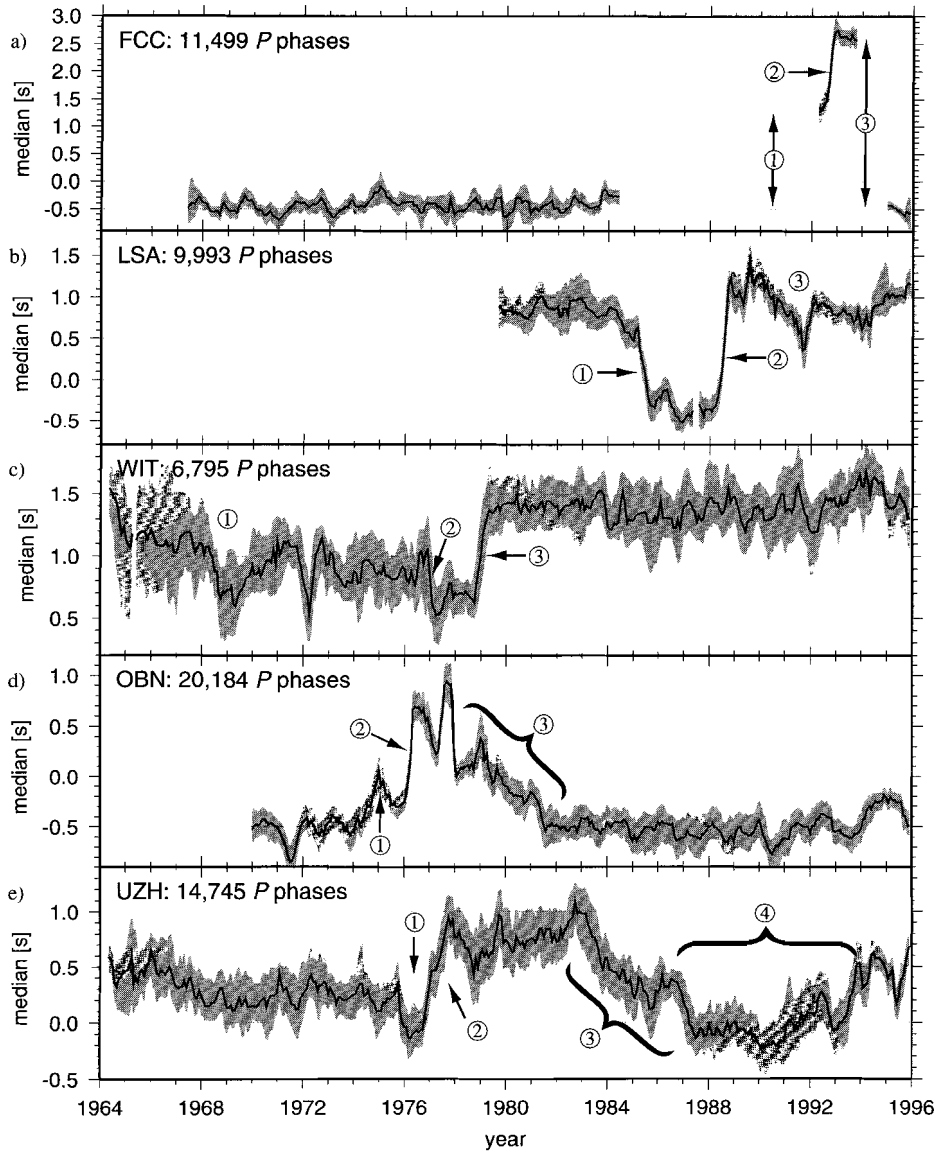 a)
FCC: 11,499 P phases
median [s]
3.0
2.5
2.0
1.5
1.0
0.5
0.0
-0.5
①
②
③
b)
LSA: 9,993 P phases
median [s]
1.5
1.0
0.5
0.0
-0.5
①
②
③
c)
WIT: 6,795 P phases
median [s]
1.5
1.0
0.5
①
②
③
d)
OBN: 20,184 P phases
median [s]
1.0
0.5
0.0
-0.5
①
②
③
e)
UZH: 14,745 P phases
median [s]
1.0
0.5
0.0
-0.5
①
②
③
④
1964 1968 1972 1976 1980 1984 1988 1992 1996
year